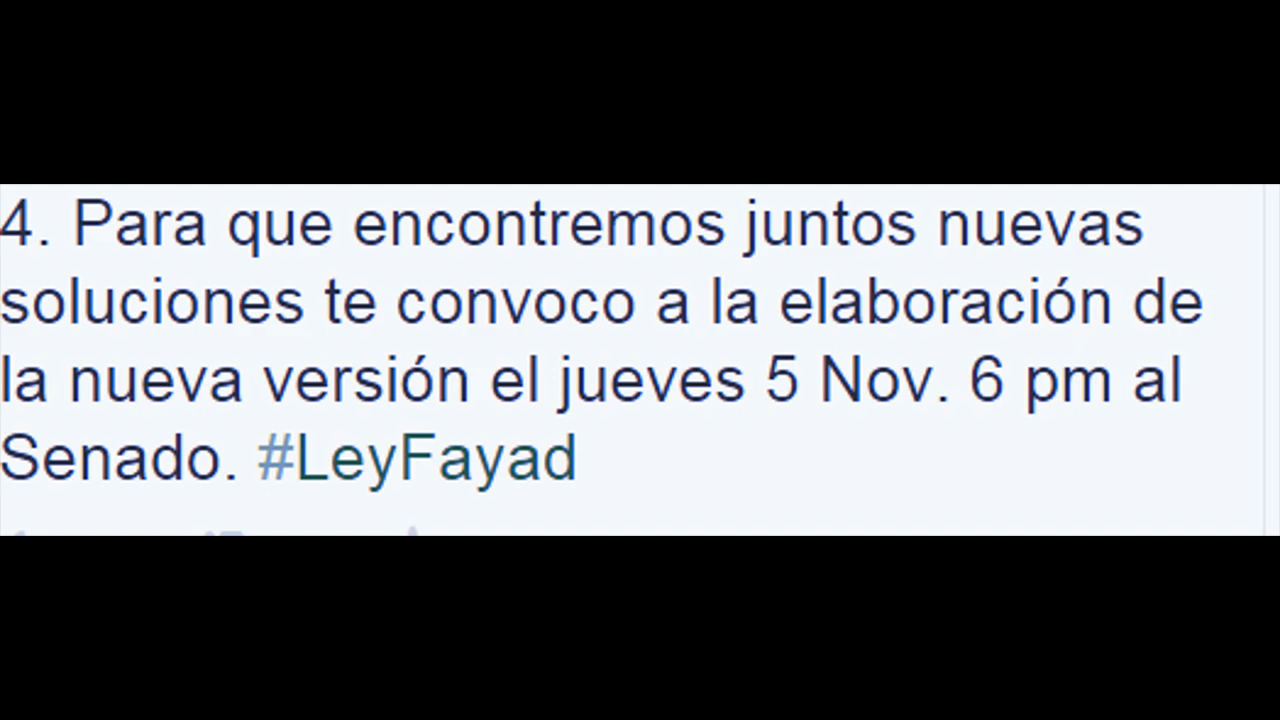 4. Para que encontremos juntos nuevas
soluciones te convoco a la elaboración de
la nueva versión el jueves 5 Nov. 6 pm al
Senado. #LeyFayad